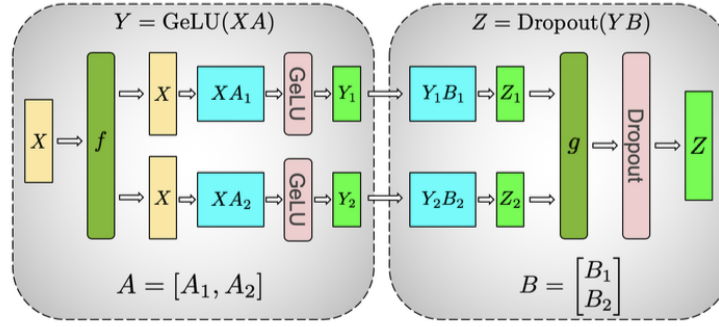 Y = GeLU(XA)
Z = Dropout(YB)
X
f
X
XA₁
GeLU
Y₁
X
XA₂
GeLU
Y₂
Y₁B₁
Z₁
Y₂B₂
Z₂
g
Dropout
Z
A = [A₁, A₂]
B = [B₁
B₂]